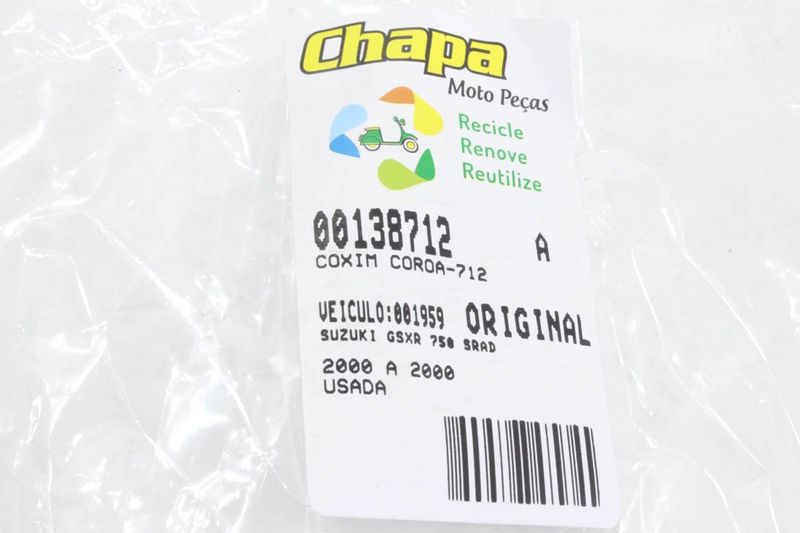 Chapa
Moto Peças
Recicle
Renove
Reutilize
00138712 A
COXIM COROA-712
VEICULO:001959 ORIGINAL
SUZUKI GSXR 750 SRAD
2000 A 2000
USADA